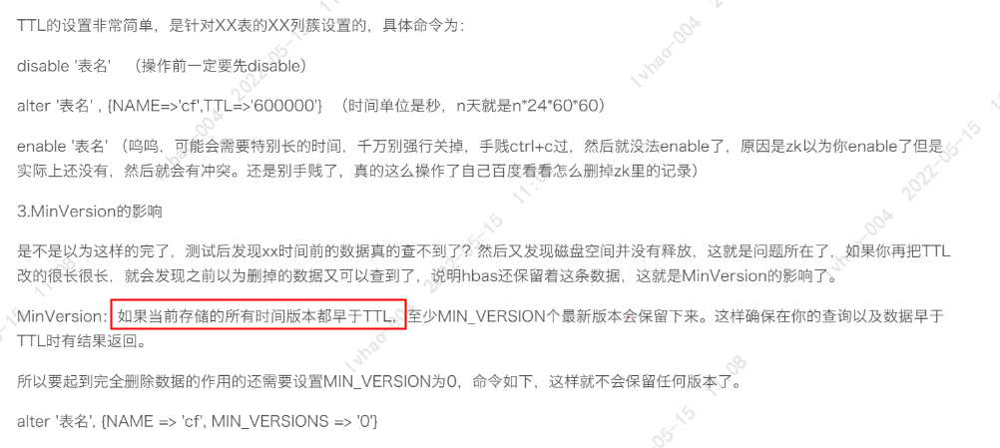 TTL的设置非常简单，是针对XX表的XX列簇设置的，具体命令为：
disable '表名' （操作前一定要先disable）
alter '表名' , {NAME=>'cf',TTL=>'600000'} （时间单位是秒，n天就是n*24*60*60）
enable '表名' （呜呜，可能会需要特别长的时间，千万别强行关掉，手贱ctrl+c过，然后就没法enable了，原因是zk以为你enable了但是
实际上还没有，然后就会有冲突。还是别手贱了，真的这么操作了自己百度看看怎么删掉zk里的记录）
3.MinVersion的影响
是不是以为这样的完了，测试后发现xx时间前的数据真的查不到了？然后又发现磁盘空间并没有释放，这就是问题所在了，如果你再把TTL
改的很长很长，就会发现之前以为删掉的数据又可以查到了，说明hbas还保留着这条数据，这就是MinVersion的影响了。
MinVersion：如果当前存储的所有时间版本都早于TTL，至少MIN_VERSION个最新版本会保留下来。这样确保在你的查询以及数据早于
TTL时有结果返回。
所以要起到完全删除数据的作用的还需要设置MIN_VERSION为0，命令如下，这样就不会保留任何版本了。
alter '表名', {NAME => 'cf', MIN_VERSIONS => '0'}
lvhao-004 2022-05-15 11:08